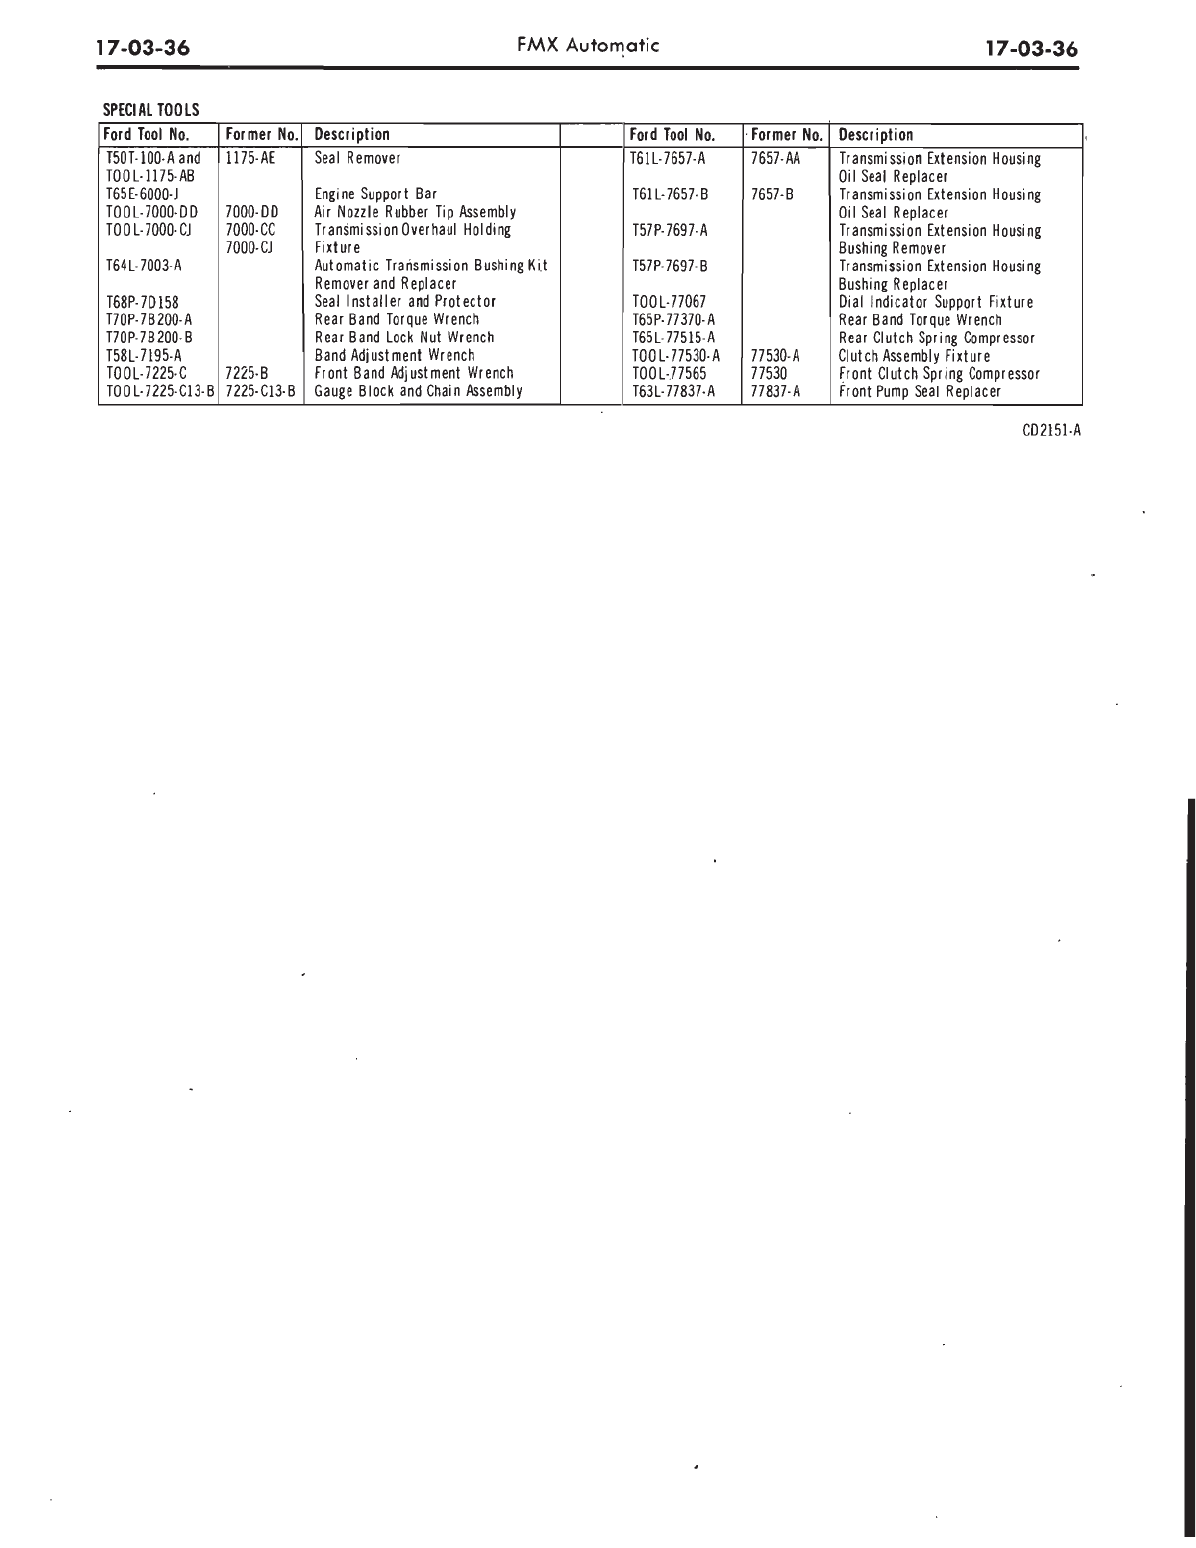 17-03-36 FMX Automatic 17-03-36
SPECIAL TOOLS
Ford Tool No. Former No. Description Ford Tool No. Former No. Description
T50T-100-A and 1175-AE Seal Remover T61L-7657-A 7657-AA Transmission Extension Housing
TOOL-1175-AB Oil Seal Replacer
T65E-6000-J Engine Support Bar T61L-7657-B 7657-B Transmission Extension Housing
TOOL-7000-DD 7000-DD Air Nozzle Rubber Tip Assembly Oil Seal Replacer
TOOL-7000-CJ 7000-CC Transmission Overhaul Holding T57P-7697-A Transmission Extension Housing
7000-CJ Fixture Bushing Remover
T64L-7003-A Automatic Transmission Bushing Kit T57P-7697-B Transmission Extension Housing
Remover and Replacer Bushing Replacer
T68P-7D158 Seal Installer and Protector TOOL-77067 Dial Indicator Support Fixture
T70P-7B200-A Rear Band Torque Wrench T65P-77370-A Rear Band Torque Wrench
T70P-7B200-B Rear Band Lock Nut Wrench T65L-77515-A Rear Clutch Spring Compressor
T58L-7195-A Band Adjustment Wrench TOOL-77530-A 77530-A Clutch Assembly Fixture
TOOL-7225-C 7225-B Front Band Adjustment Wrench TOOL-77565 77530 Front Clutch Spring Compressor
TOOL-7225-C13-B 7225-C13-B Gauge Block and Chain Assembly T63L-77837-A 77837-A Front Pump Seal Replacer
CD2151-A